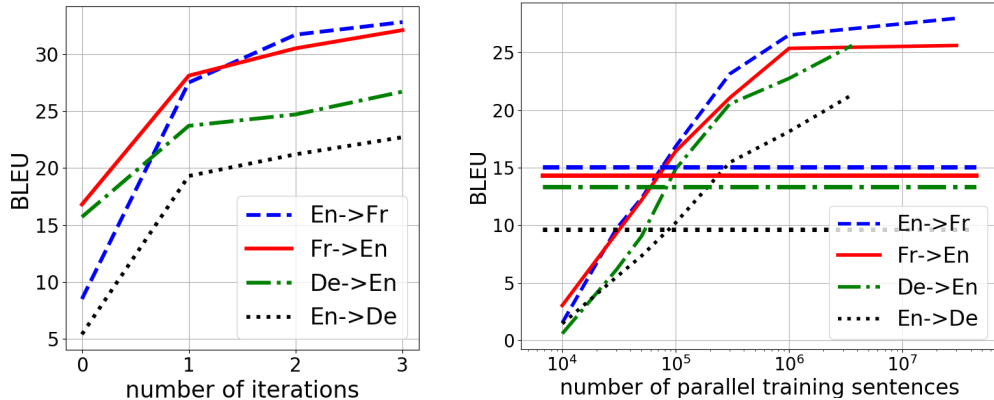 BLEU
30
25
20
15
10
5
0
1
2
3
number of iterations
En->Fr
Fr->En
De->En
En->De
BLEU
25
20
15
10
5
0
10^4
10^5
10^6
10^7
number of parallel training sentences
En->Fr
Fr->En
De->En
En->De